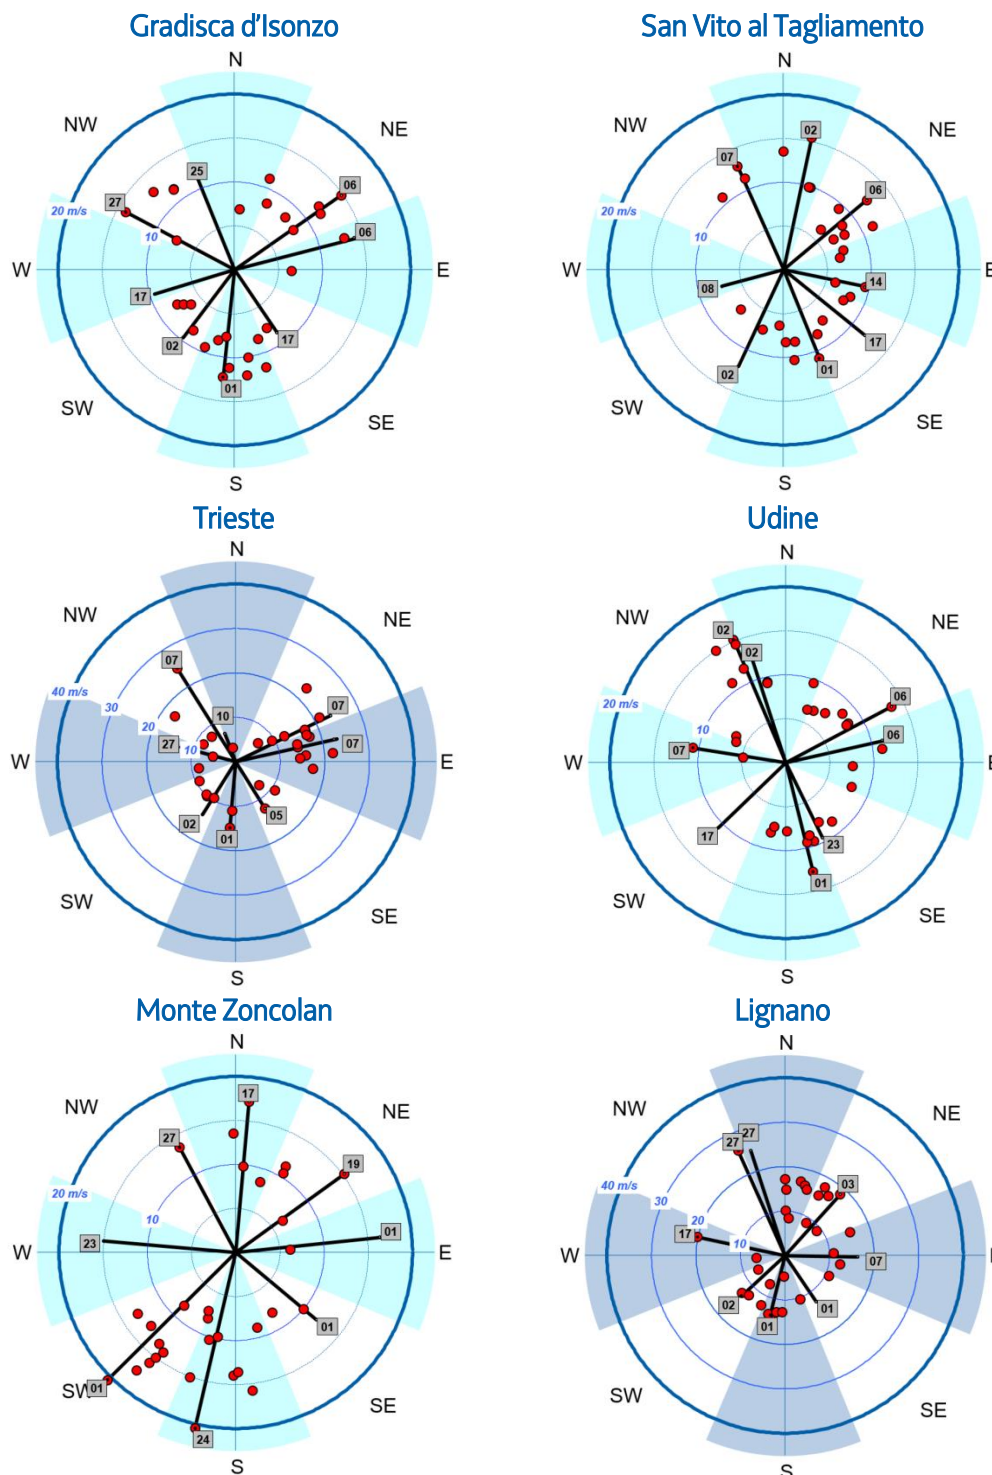 Gradisca d'Isonzo
San Vito al Tagliamento
N
NW
NE
25
27
06
20 m/s
10
06
W
E
17
02
17
01
SW
SE
S
N
NW
NE
02
07
06
20 m/s
10
W
E
08
14
17
02
01
SW
SE
S
Trieste
Udine
N
NW
NE
07
40 m/s
30
20
10
10
07
07
27
W
E
02
05
01
SW
SE
S
N
NW
NE
02
02
06
20 m/s
10
06
07
W
E
17
23
01
SW
SE
S
Monte Zoncolan
Lignano
N
NW
NE
17
27
19
20 m/s
10
01
23
W
E
01
SW
01
SE
24
S
N
NW
NE
27
27
03
40 m/s
30
20
10
17
W
E
07
02
01
01
SW
SE
S